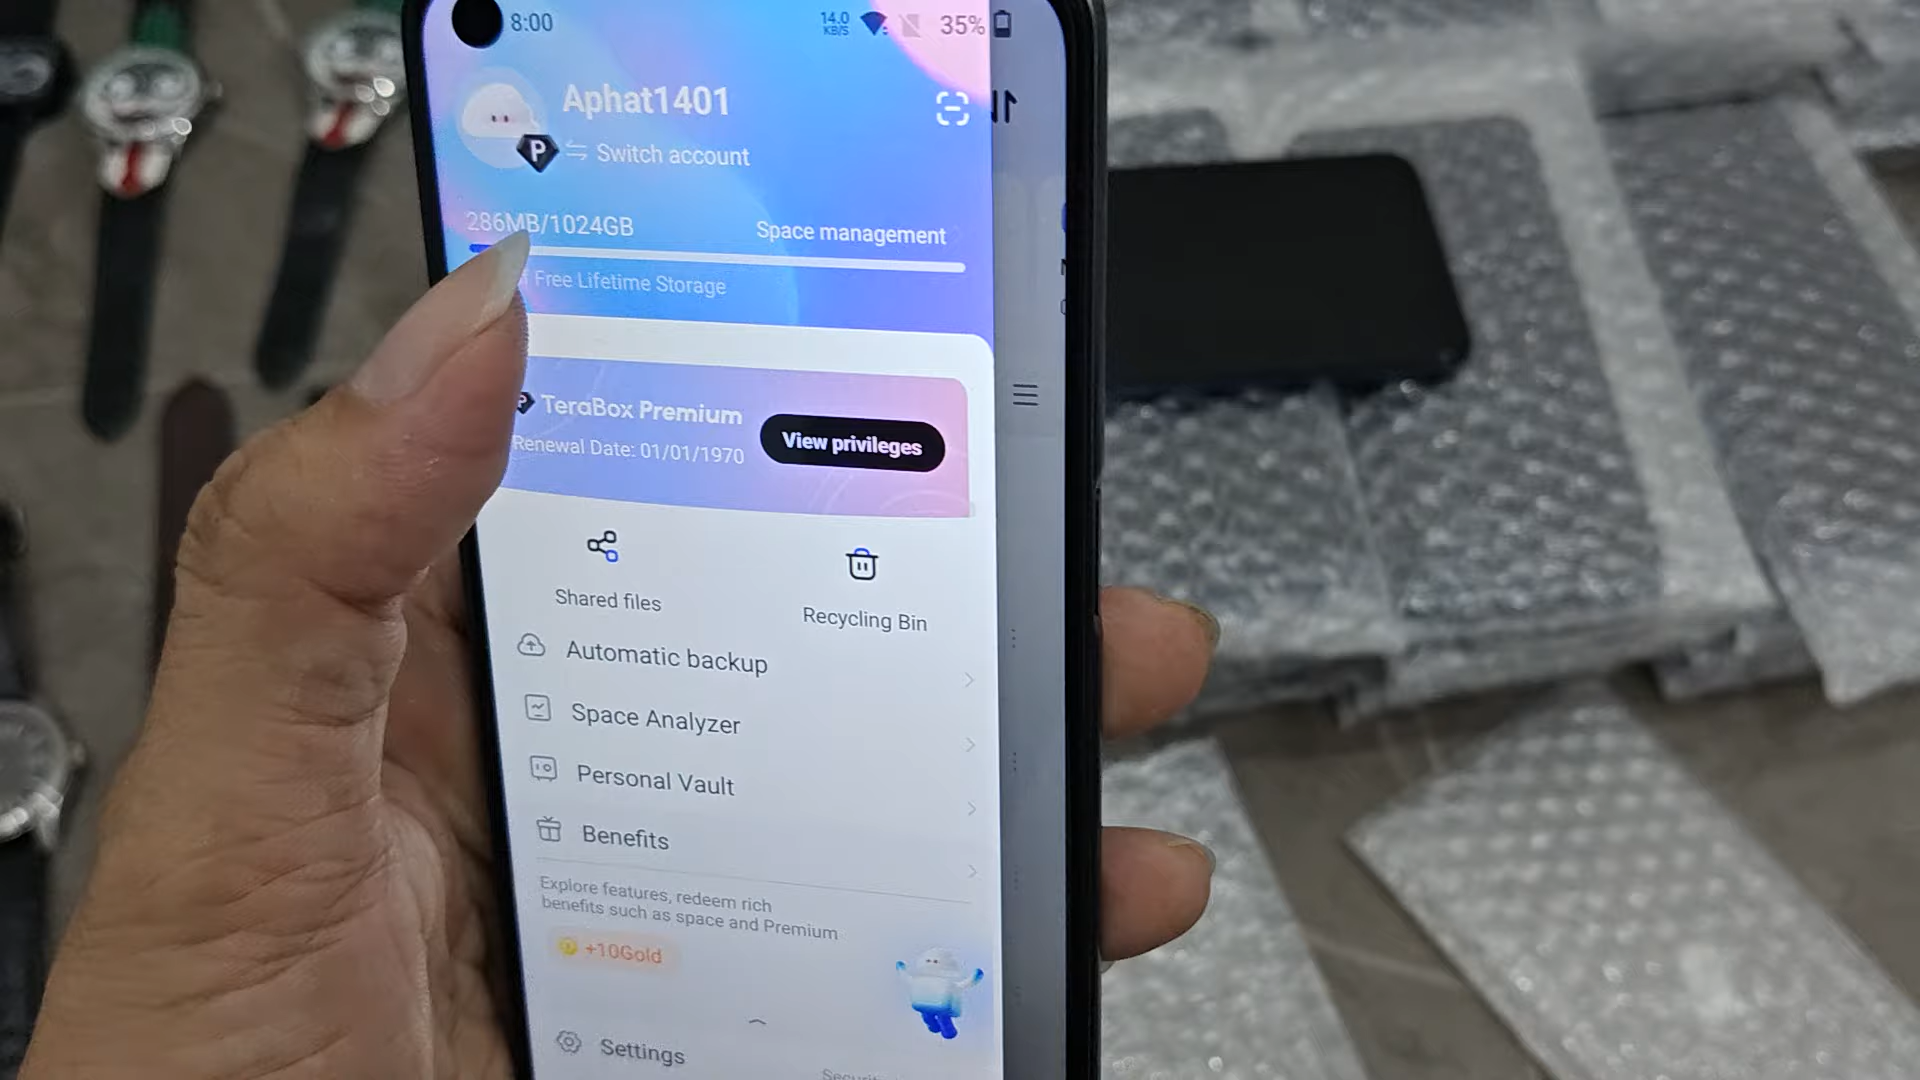 8:00
14.0
KB/S
35%
Aphat1401
P
Switch account
286MB/1024GB
Space management
Free Lifetime Storage
TeraBox Premium
Renewal Date: 01/01/1970
View privileges
Shared files
Recycling Bin
Automatic backup
Space Analyzer
Personal Vault
Benefits
Explore features, redeem rich
benefits such as space and Premium
+10Gold
Settings